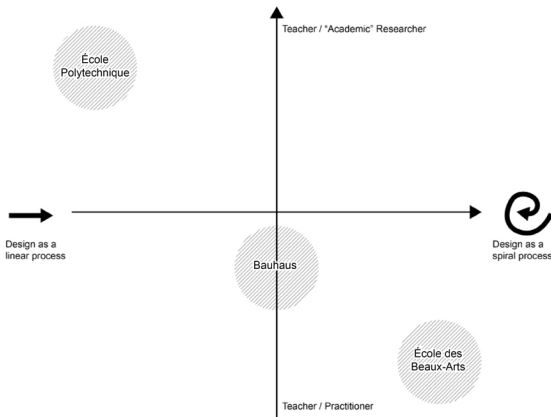 Teacher / "Academic" Researcher
École
Polytechnique
Design as a
linear process
Design as a
spiral process
Bauhaus
École des
Beaux-Arts
Teacher / Practitioner